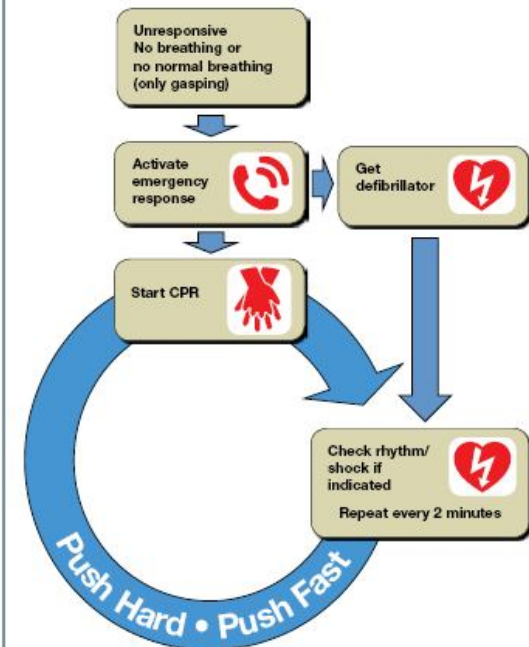 Unresponsive
No breathing or
no normal breathing
(only gasping)
Activate
emergency
response
Get
defibrillator
Start CPR
Check rhythm/
shock if
indicated
Repeat every 2 minutes
Push Hard • Push Fast